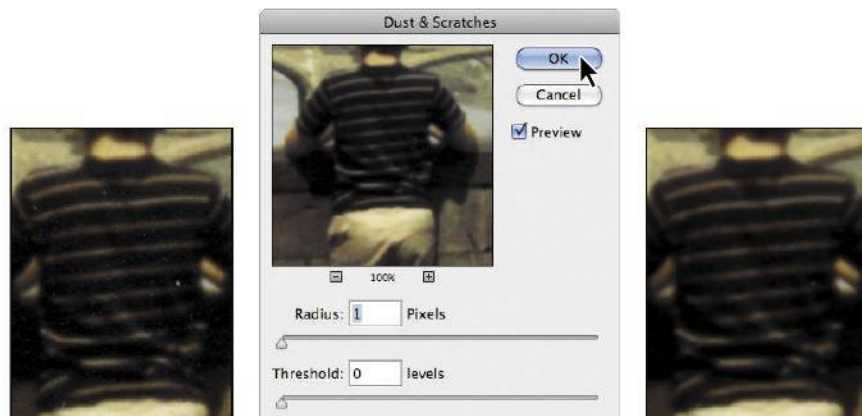 Dust & Scratches
OK
Cancel
Preview
100%
Radius: 1 Pixels
Threshold: 0 levels